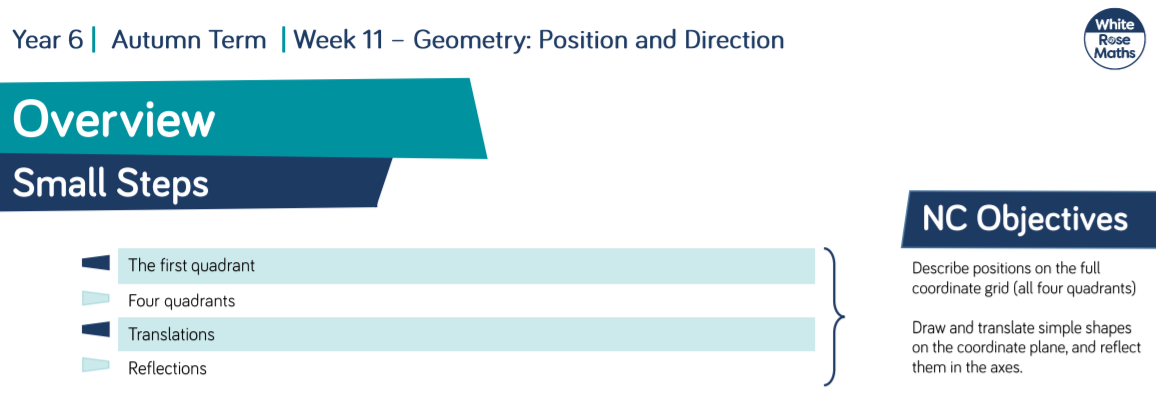 Year 6 | Autumn Term | Week 11 – Geometry: Position and Direction
White
Rose
Maths
Overview
Small Steps
The first quadrant
Four quadrants
Translations
Reflections
NC Objectives
Describe positions on the full
coordinate grid (all four quadrants)
Draw and translate simple shapes
on the coordinate plane, and reflect
them in the axes.